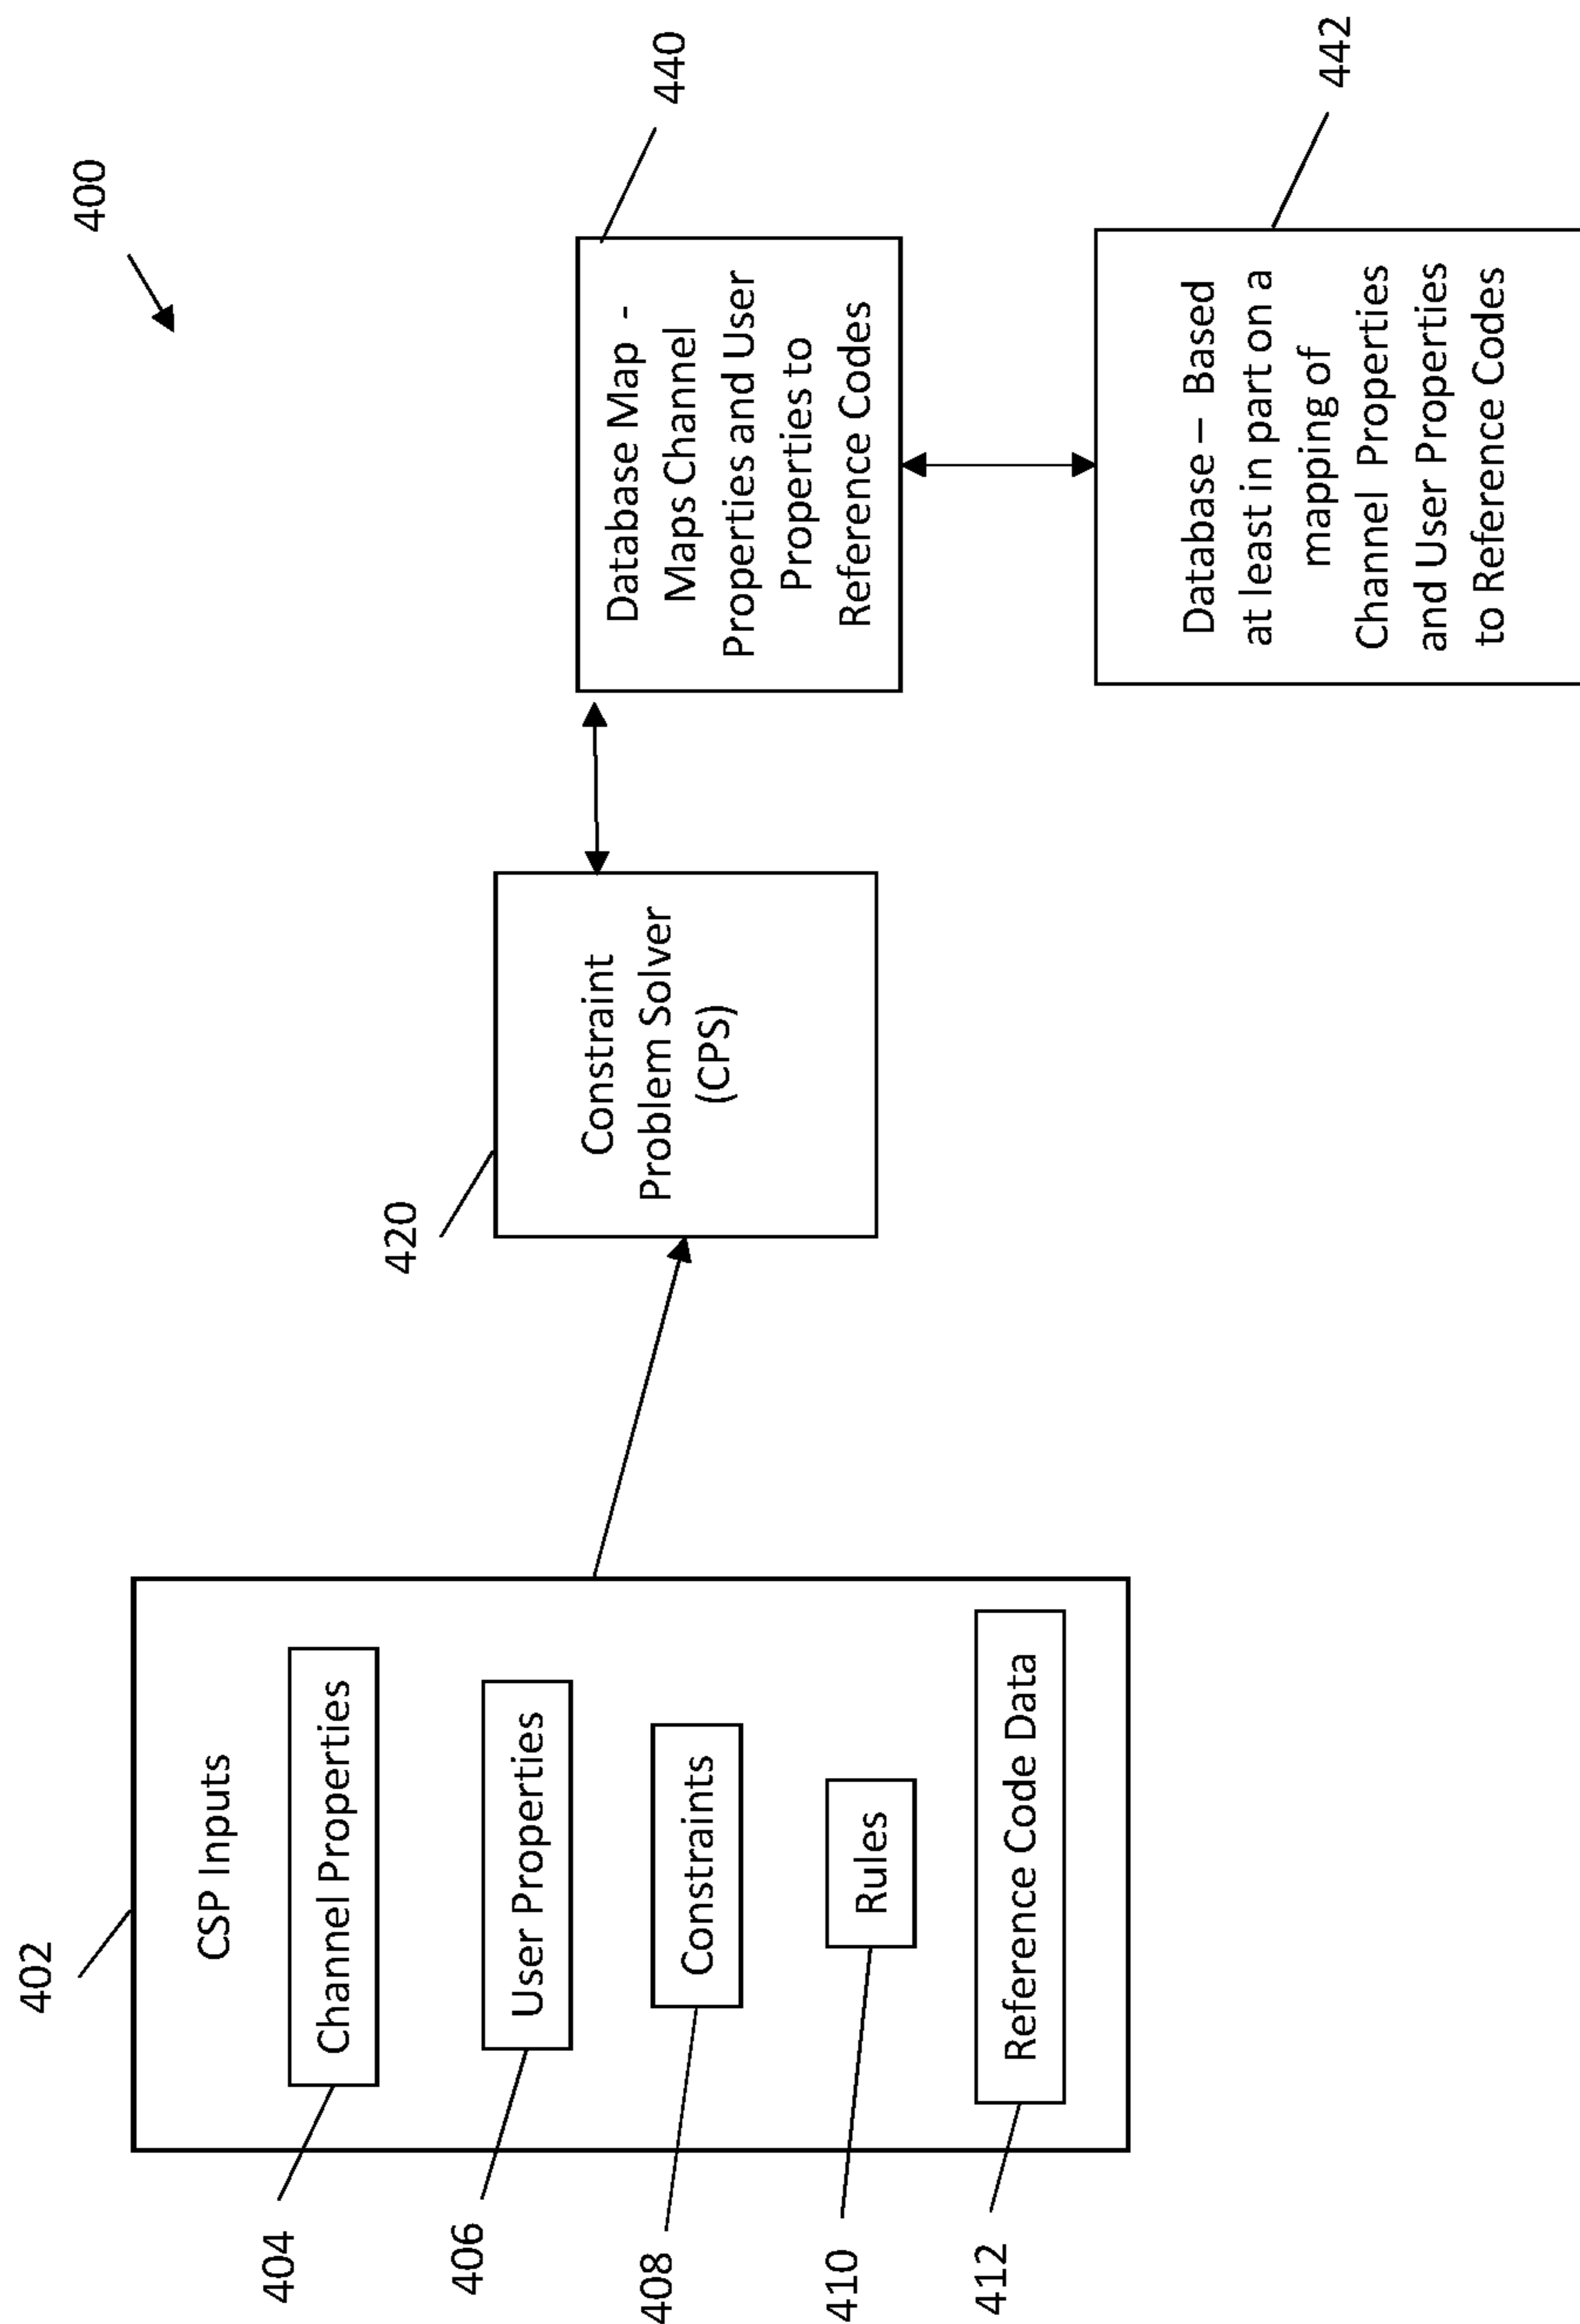 400
402
CSP Inputs
404
Channel Properties
406
User Properties
408
Constraints
410
Rules
412
Reference Code Data
420
Constraint
Problem Solver
(CPS)
440
Database Map -
Maps Channel
Properties and User
Properties to
Reference Codes
442
Database – Based
at least in part on a
mapping of
Channel Properties
and User Properties
to Reference Codes